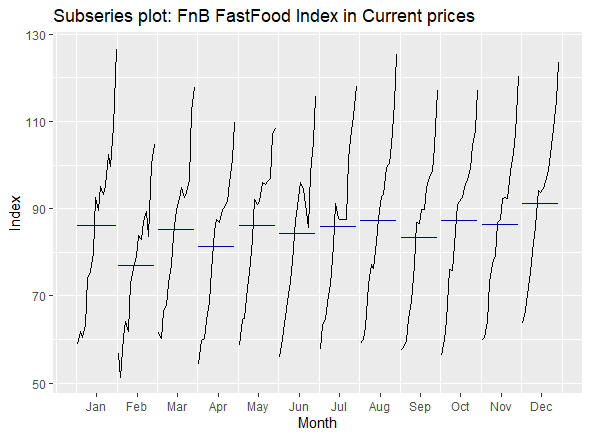 Subseries plot: FnB FastFood Index in Current prices
130
110
90
70
50
Index
Jan Feb Mar Apr May Jun Jul Aug Sep Oct Nov Dec
Month